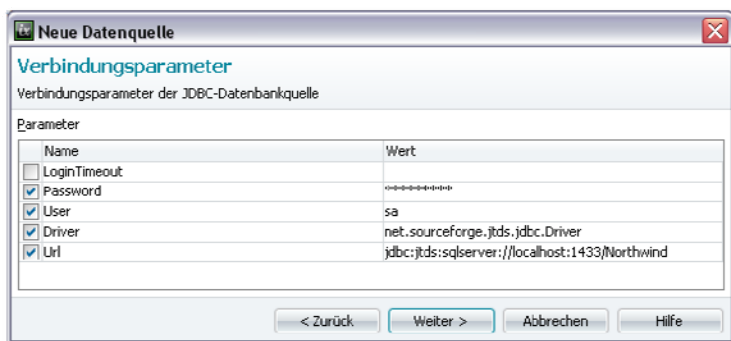 Neue Datenquelle
Verbindungsparameter
Verbindungsparameter der JDBC-Datenbankquelle
Parameter
Name Wert
LoginTimeout
Password
User sa
Driver net.sourceforge.jtds.jdbc.Driver
Url jdbc:jtds:sqlserver://localhost:1433/Northwind
< Zurück Weiter > Abbrechen Hilfe